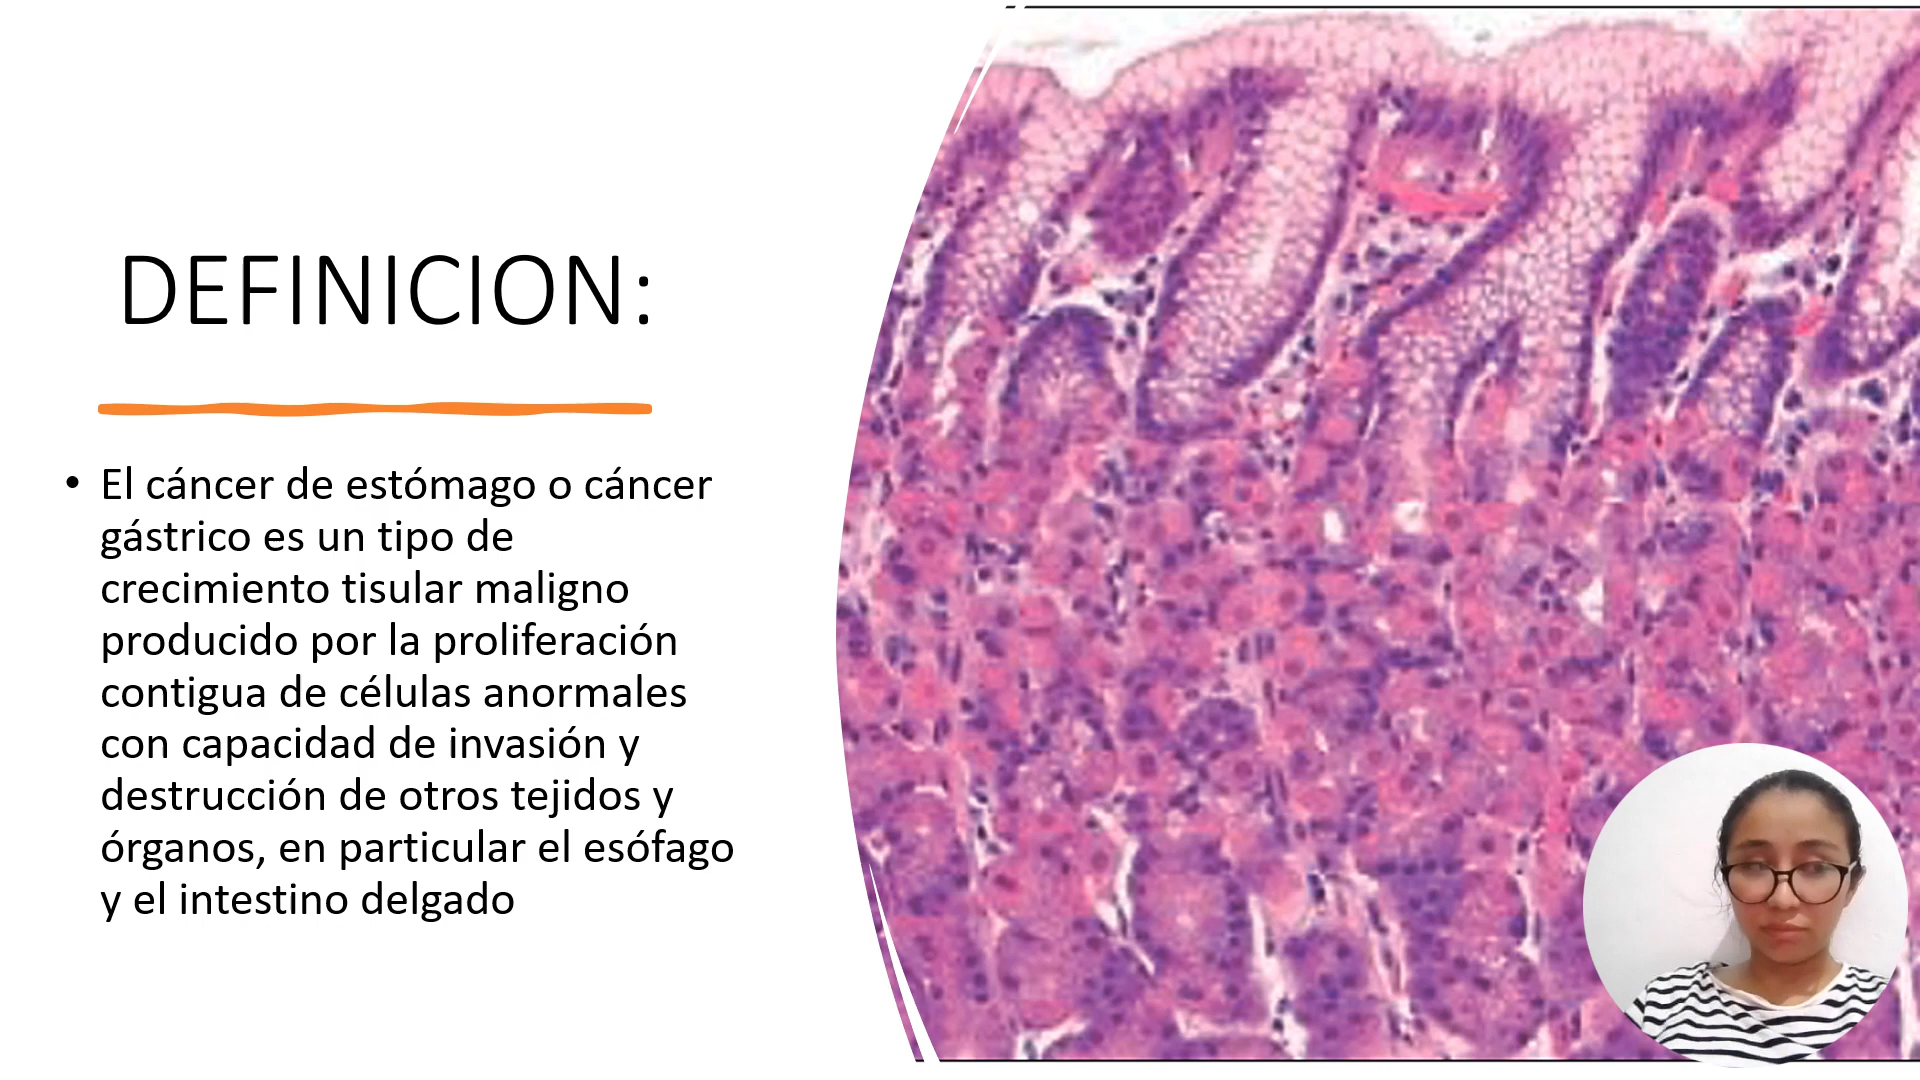 DEFINICION:
• El cáncer de estómago o cáncer
gástrico es un tipo de
crecimiento tisular maligno
producido por la proliferación
contigua de células anormales
con capacidad de invasión y
destrucción de otros tejidos y
órganos, en particular el esófago
y el intestino delgado